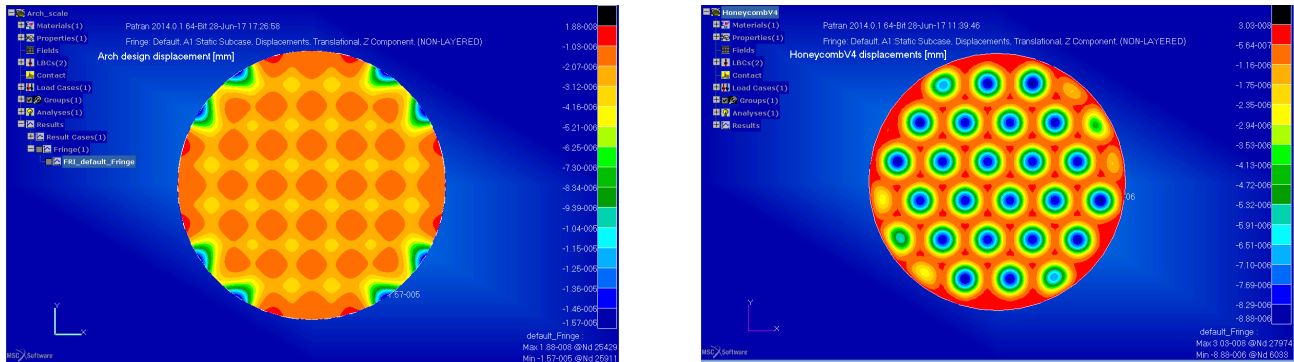 Arch_scale
Materials(1)
Properties(1)
Fields
LBCs(2)
Contact
Load Cases(1)
Groups(1)
Analyses(1)
Results
Result Cases(1)
Fringe(1)
FRI_default_Fringe
Patran 2014.0.1 64-Bit 28-Jun-17 17:26:58
Fringe: Default, A1:Static Subcase, Displacements, Translational, Z Component, (NON-LAYERED)
Arch design displacement [mm]
1.88-008
-1.03-006
-2.07-006
-3.12-006
-4.16-006
-5.21-006
-6.25-006
-7.30-006
-8.34-006
-9.39-006
-1.04-005
-1.15-005
-1.25-005
-1.36-005
-1.46-005
-1.57-005
-1.57-005
Y
X
default_Fringe :
Max 1.88-008 @Nd 25429
Min -1.57-005 @Nd 25911
MSC Software
HoneycombV4
Materials(1)
Properties(1)
Fields
LBCs(2)
Contact
Load Cases(1)
Groups(1)
Analyses(1)
Results
Patran 2014.0.1 64-Bit 28-Jun-17 11:39:46
Fringe: Default, A1:Static Subcase, Displacements, Translational, Z Component, (NON-LAYERED)
HoneycombV4 displacements [mm]
3.03-008
-5.64-007
-1.16-006
-1.75-006
-2.35-006
-2.94-006
-3.53-006
-4.13-006
-4.72-006
-5.32-006
-5.91-006
-6.51-006
-7.10-006
-7.69-006
-8.29-006
-8.88-006
06
Y
X
default_Fringe :
Max 3.03-008 @Nd 27974
Min -8.88-006 @Nd 6033
MSC Software